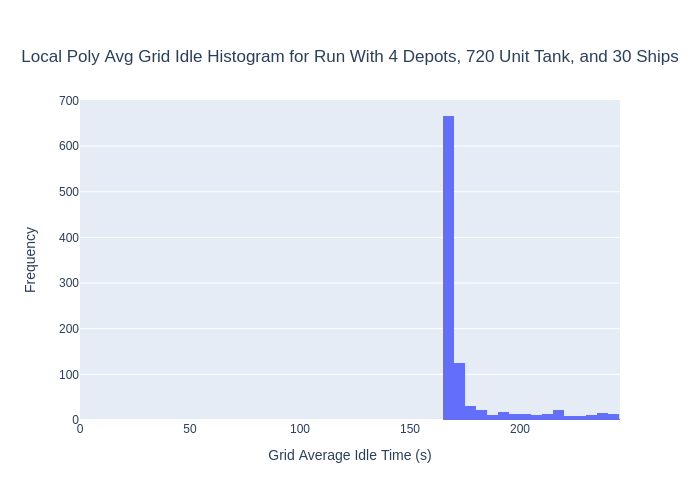 Local Poly Avg Grid Idle Histogram for Run With 4 Depots, 720 Unit Tank, and 30 Ships
700
600
500
400
300
200
100
0
Frequency
0 50 100 150 200
Grid Average Idle Time (s)